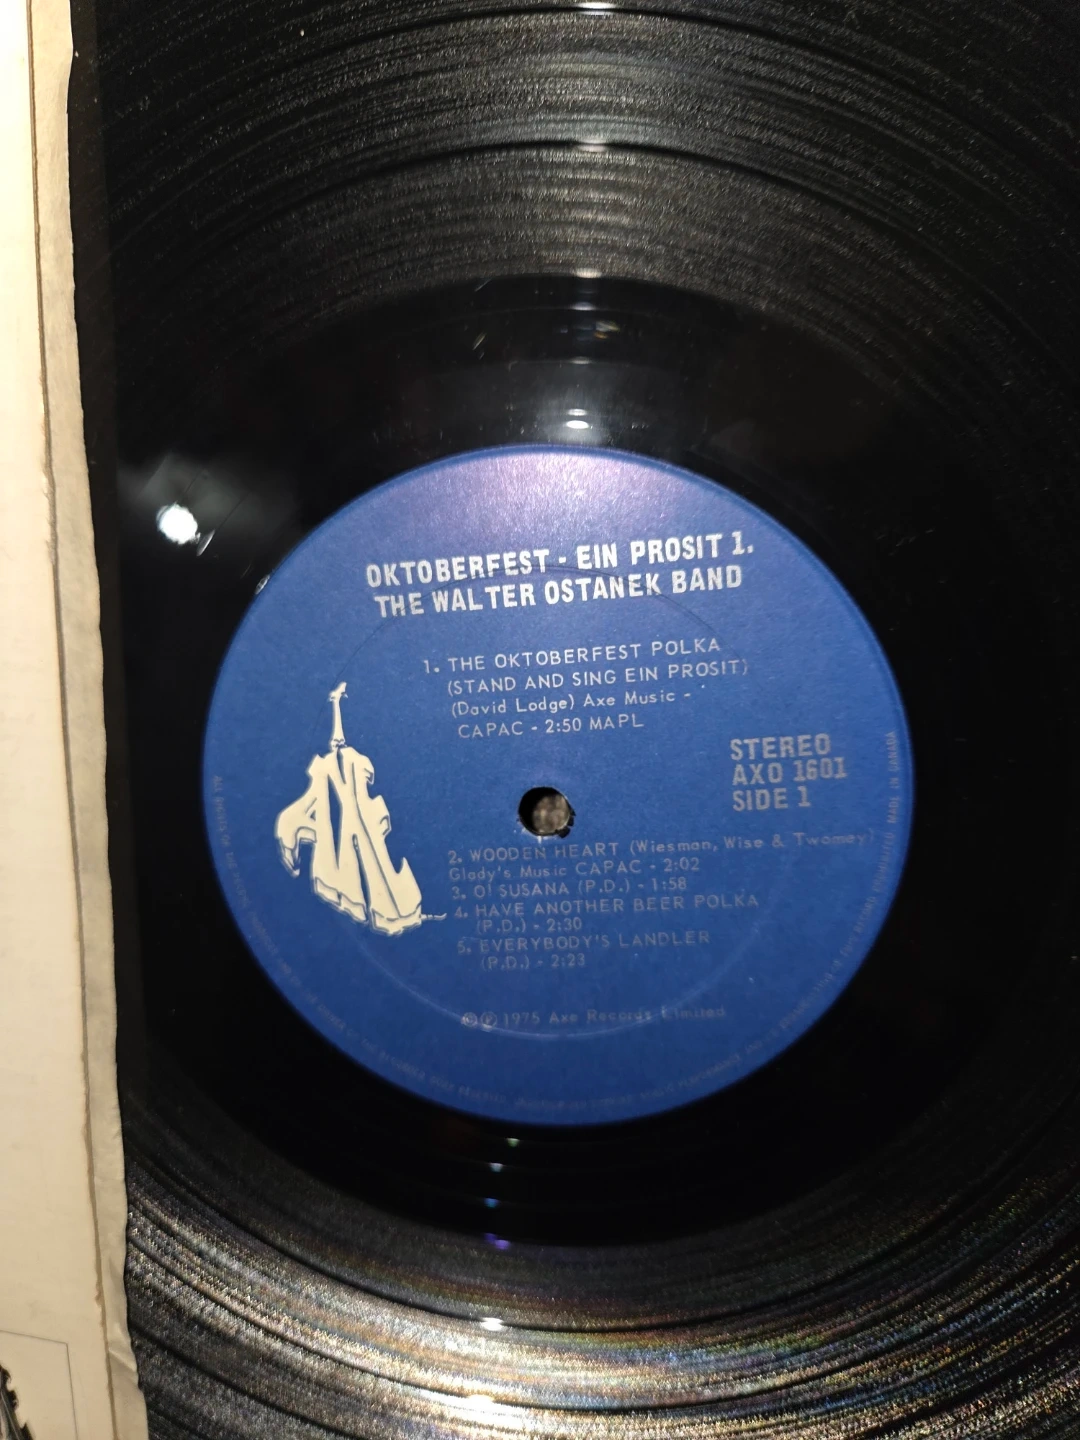 OKTOBERFEST - EIN PROSIT 1.
THE WALTER OSTANEK BAND
1. THE OKTOBERFEST POLKA
(STAND AND SING EIN PROSIT)
(David Lodge) Axe Music -
CAPAC - 2:50 MAPL
AXE
STEREO
AXO 1601
SIDE 1
2. WOODEN HEART (Wiesman, Wise & Twomey)
Glady's Music CAPAC - 2:02
3. O! SUSANA (P.D.) - 1:58
4. HAVE ANOTHER BEER POLKA
(P.D.) - 2:30
5. EVERYBODY'S LANDLER
(P.D.) - 2:23
©℗ 1975 Axe Records Limited
MADE IN CANADA